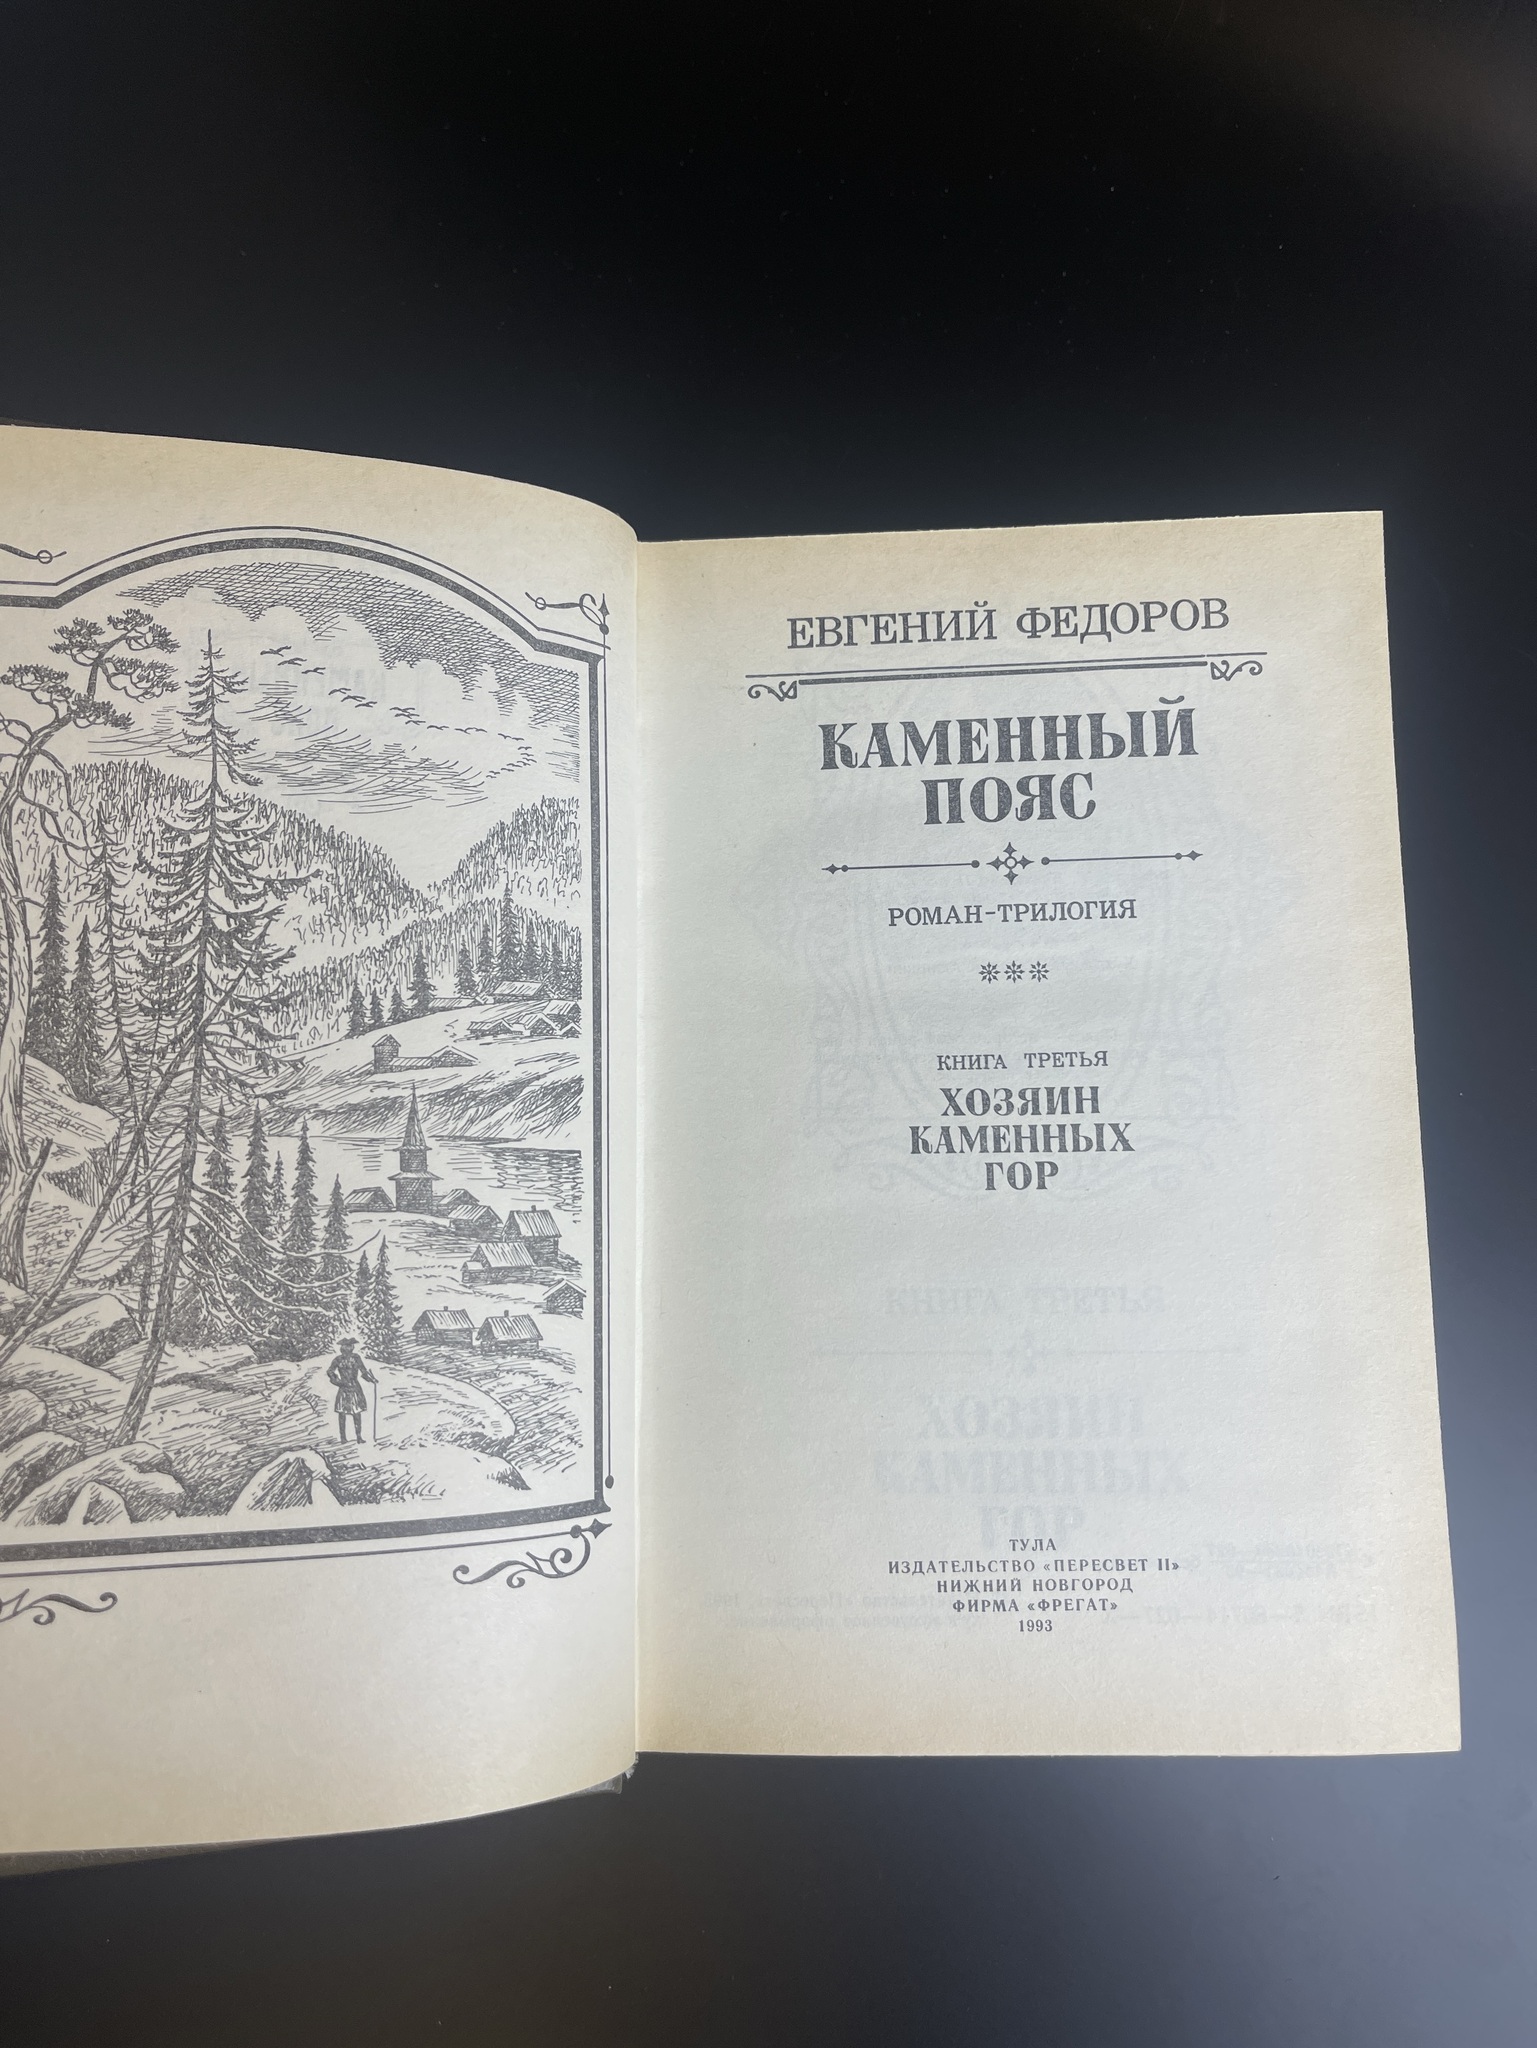 ЕВГЕНИЙ ФЕДОРОВ
КАМЕННЫЙ
ПОЯС
РОМАН-ТРИЛОГИЯ
***
КНИГА ТРЕТЬЯ
ХОЗЯИН
КАМЕННЫХ
ГОР
ТУЛА
ИЗДАТЕЛЬСТВО «ПЕРЕСВЕТ II»
НИЖНИЙ НОВГОРОД
ФИРМА «ФРЕГАТ»
1993